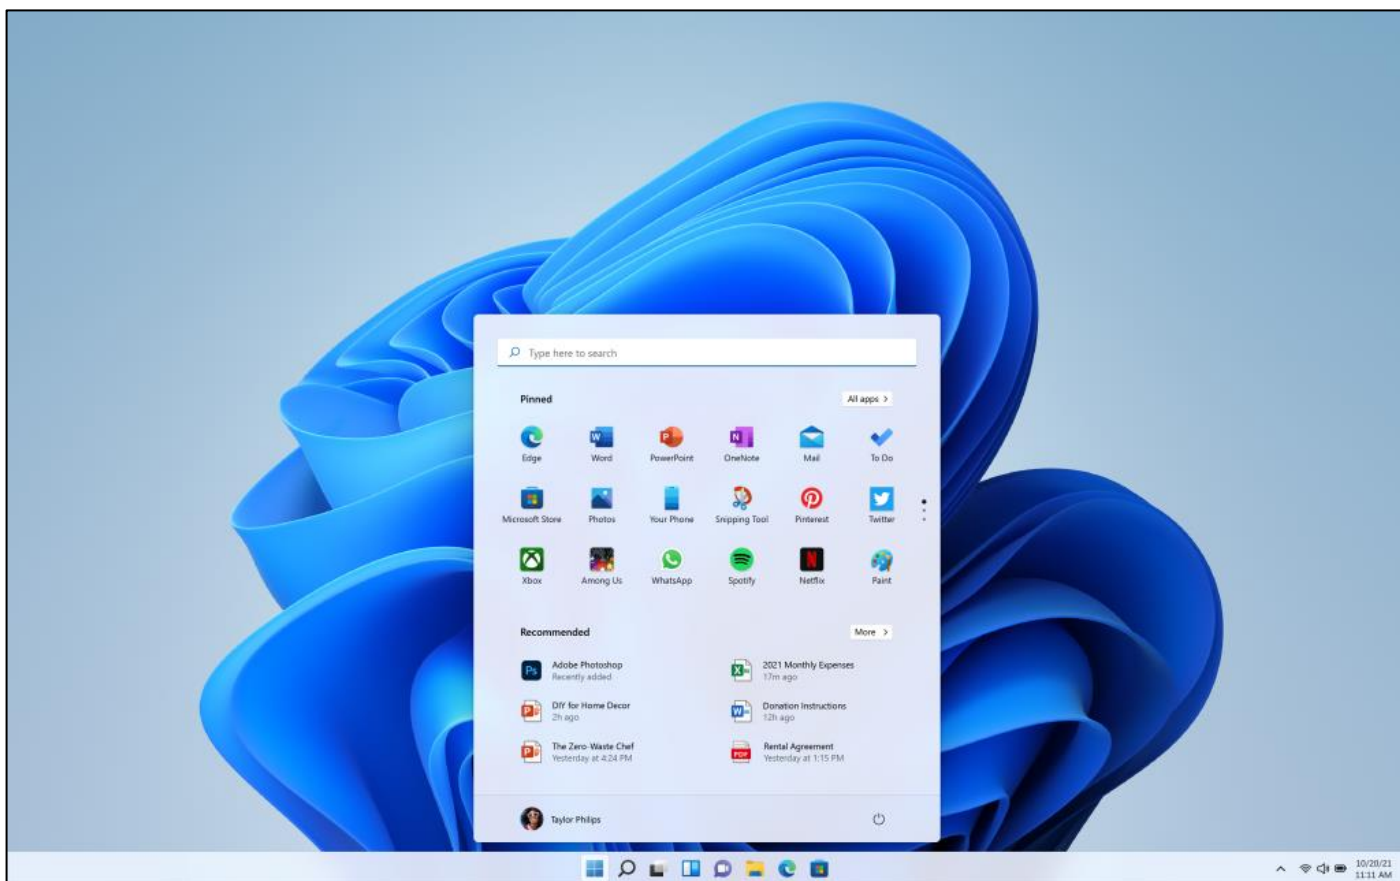 Type here to search
Pinned
All apps >
Edge
Word
PowerPoint
OneNote
Mail
To Do
Microsoft Store
Photos
Your Phone
Snipping Tool
Pinterest
Twitter
Xbox
Among Us
WhatsApp
Spotify
Netflix
Paint
Recommended
More >
Adobe Photoshop
Recently added
2021 Monthly Expenses
17m ago
DIY for Home Decor
2h ago
Donation Instructions
12h ago
The Zero-Waste Chef
Yesterday at 4:24 PM
Rental Agreement
Yesterday at 1:15 PM
Taylor Philips
10/20/21
11:11 AM